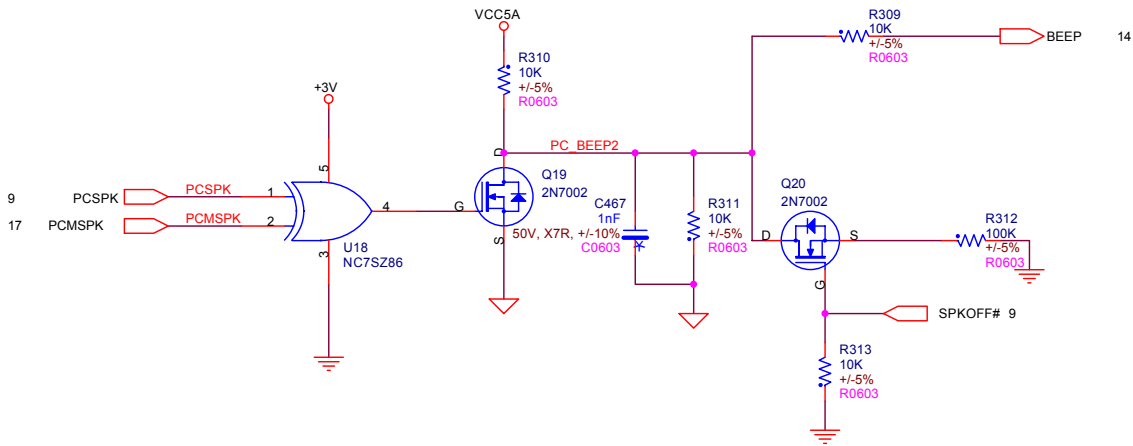 VCC5A
R310
10K
+/-5%
R0603
R309
10K
+/-5%
R0603
BEEP 14
+3V
5
D
PC_BEEP2
Q19
2N7002
G
S
9 PCSPK PCSPK 1
17 PCMSPK PCMSPK 2
4
3
U18
NC7SZ86
C467
1nF
50V, X7R, +/-10%
C0603
R311
10K
+/-5%
R0603
Q20
2N7002
D
S
G
R312
100K
+/-5%
R0603
SPKOFF# 9
R313
10K
+/-5%
R0603